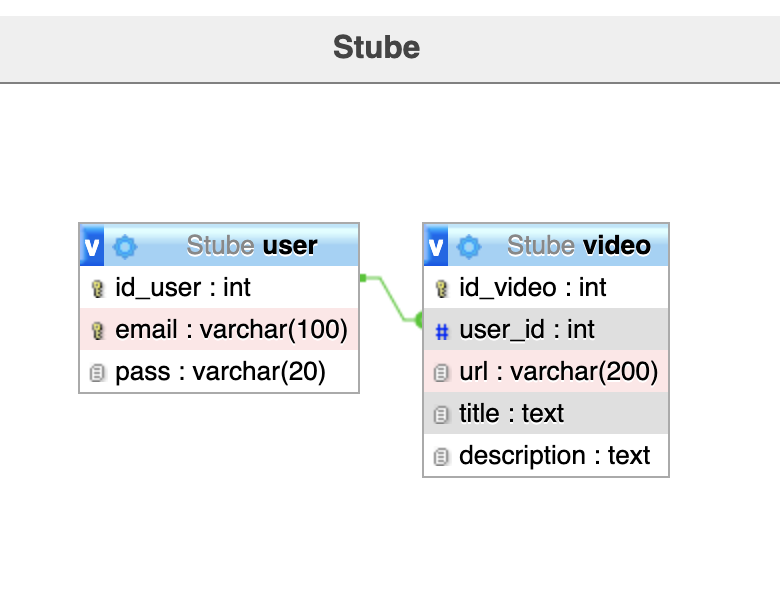 Stube
v Stube user
id_user : int
email : varchar(100)
pass : varchar(20)
v Stube video
id_video : int
# user_id : int
url : varchar(200)
title : text
description : text